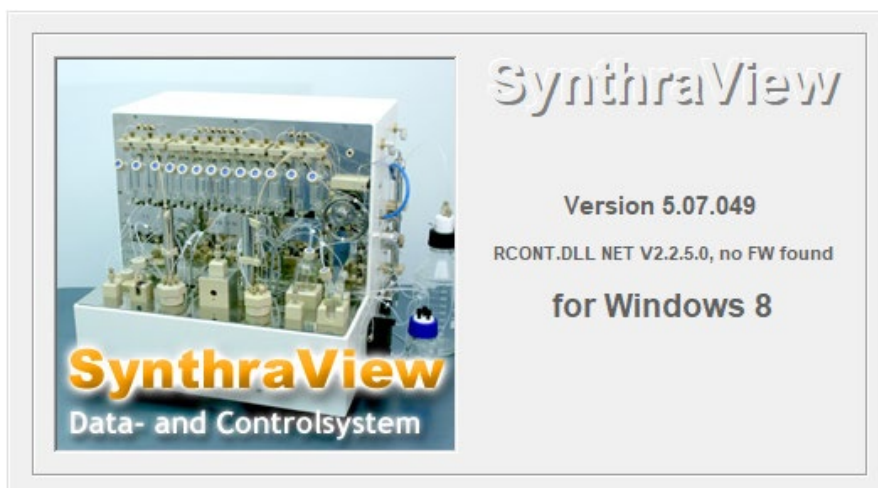 SynthraView
Data- and Controlsystem
SynthraView
Version 5.07.049
RCONT.DLL NET V2.2.5.0, no FW found
for Windows 8